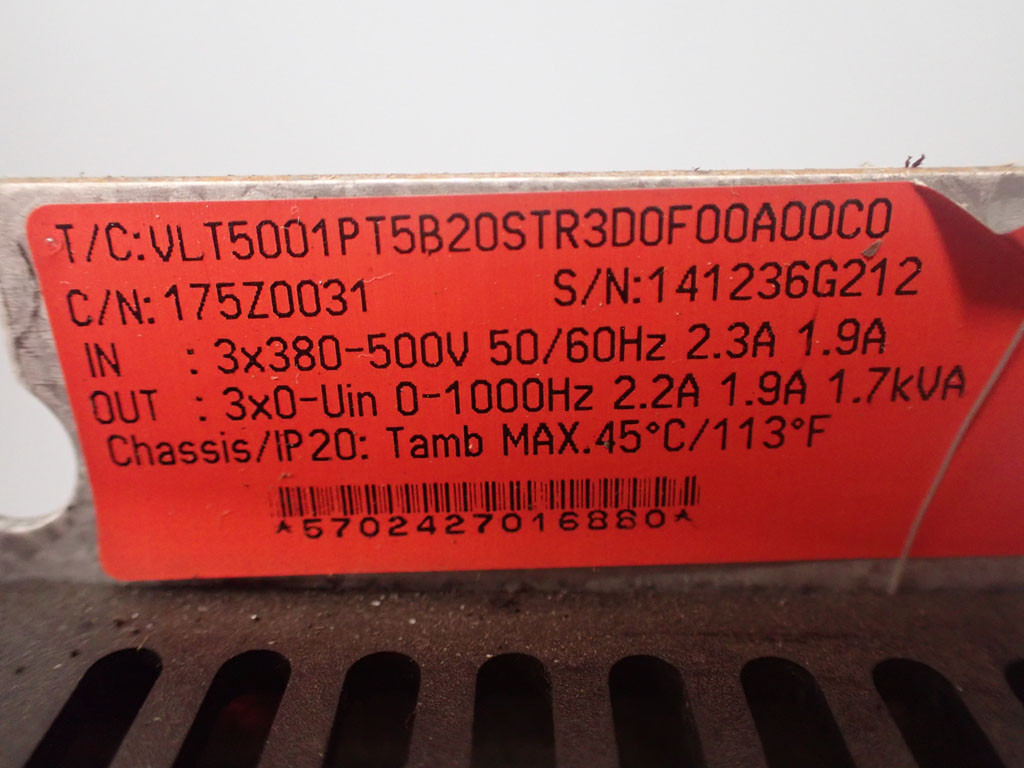 T/C:VLT5001PT5B20STR3D0F00A00C0
C/N:175Z0031 S/N:141236G212
IN : 3x380-500V 50/60Hz 2.3A 1.9A
OUT : 3x0-Uin 0-1000Hz 2.2A 1.9A 1.7kVA
Chassis/IP20: Tamb MAX.45°C/113°F
*5702427016880*